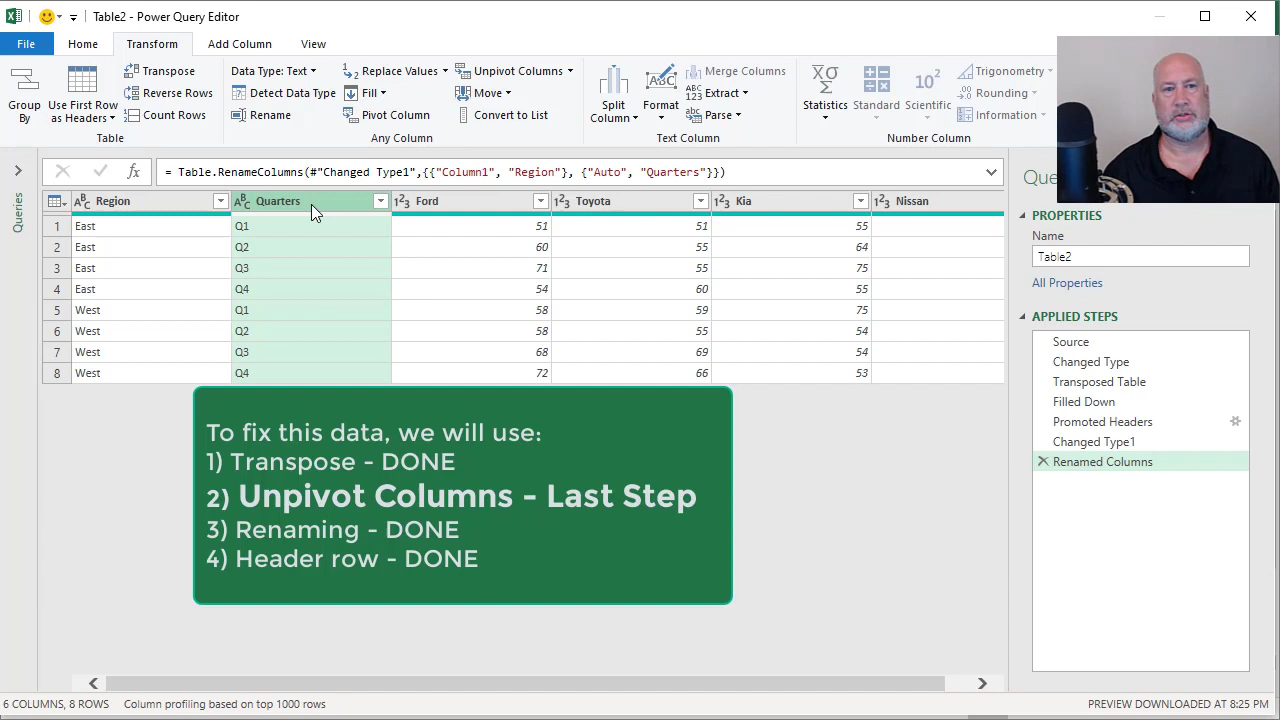 Table2 - Power Query Editor
File Home Transform Add Column View
Group By
Use First Row as Headers
Transpose
Reverse Rows
Count Rows
Table
Data Type: Text
Detect Data Type
Rename
Replace Values
Fill
Pivot Column
Unpivot Columns
Move
Convert to List
Any Column
Split Column
Format
Merge Columns
Extract
Parse
Text Column
Statistics
Standard
Scientific
Trigonometry
Rounding
Information
Number Column
= Table.RenameColumns(#"Changed Type1",{{"Column1", "Region"}, {"Auto", "Quarters"}})
Queries
Region Quarters Ford Toyota Kia Nissan
1 East Q1 51 51 55
2 East Q2 60 55 64
3 East Q3 71 55 75
4 East Q4 54 60 55
5 West Q1 58 59 75
6 West Q2 58 55 54
7 West Q3 68 69 54
8 West Q4 72 66 53
To fix this data, we will use:
1) Transpose - DONE
2) Unpivot Columns - Last Step
3) Renaming - DONE
4) Header row - DONE
PROPERTIES
Name
Table2
All Properties
APPLIED STEPS
Source
Changed Type
Transposed Table
Filled Down
Promoted Headers
Changed Type1
Renamed Columns
6 COLUMNS, 8 ROWS Column profiling based on top 1000 rows PREVIEW DOWNLOADED AT 8:25 PM